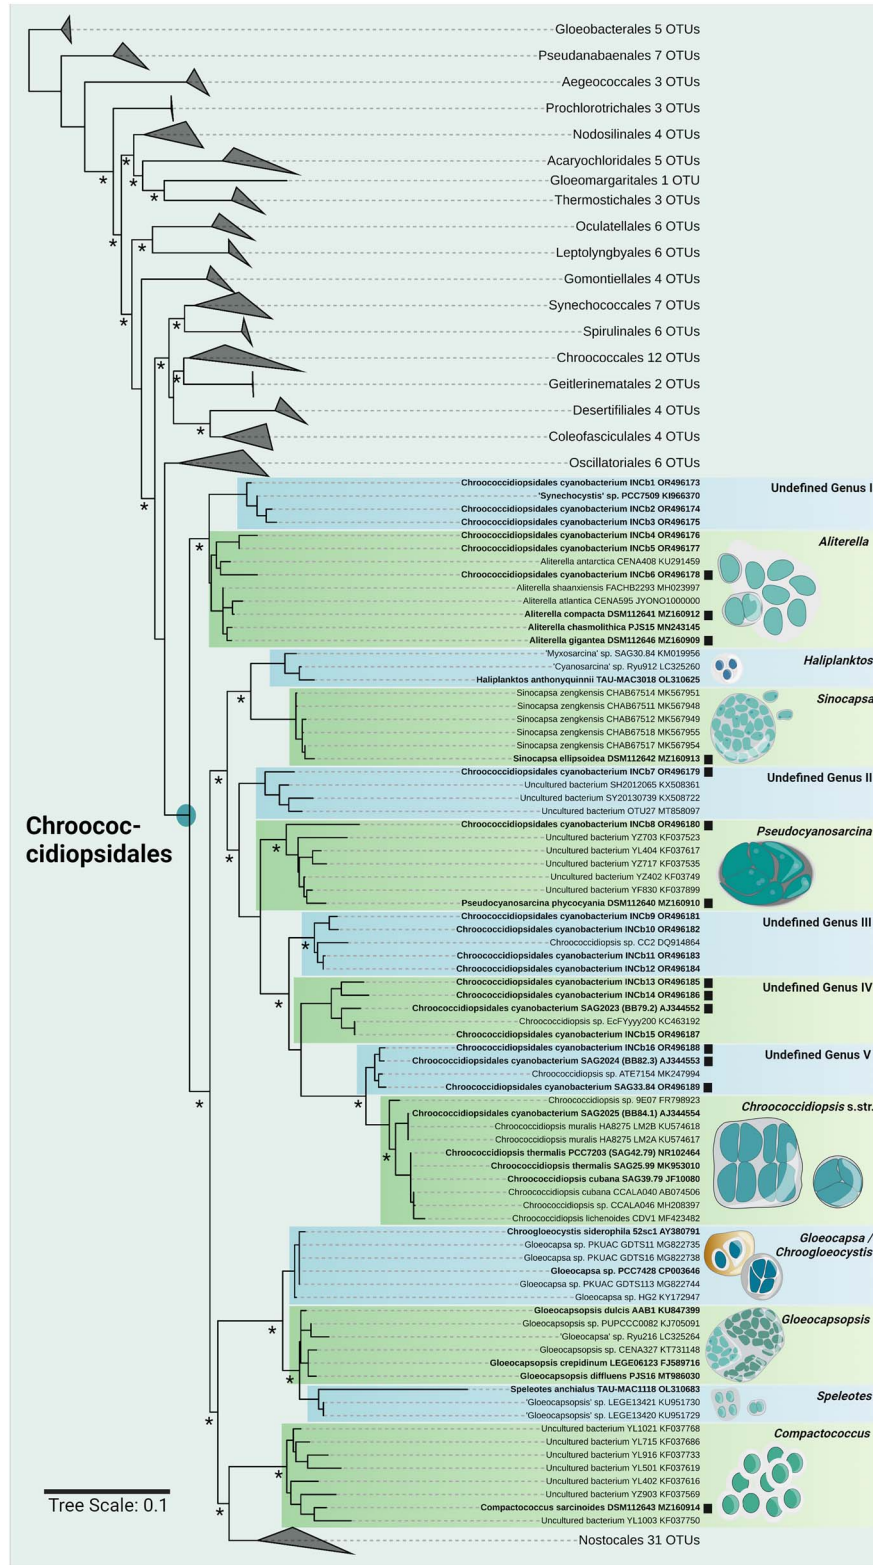 Gloeobacterales 5 OTUs
Pseudanabaenales 7 OTUs
Aegeococcales 3 OTUs
Prochlorotrichales 3 OTUs
Nodosilinales 4 OTUs
Acaryochloridales 5 OTUs
Gloeomargaritales 1 OTU
Thermostichales 3 OTUs
Oculatellales 6 OTUs
Leptolyngbyales 6 OTUs
Gomontiellales 4 OTUs
Synechococcales 7 OTUs
Spirulinales 6 OTUs
Chroococcales 12 OTUs
Geitlerinematales 2 OTUs
Desertifiliales 4 OTUs
Coleofasciculales 4 OTUs
Oscillatoriales 6 OTUs
Chroococcidiopsidales cyanobacterium INCb1 OR496173
Undefined Genus I
'Synechocystis' sp. PCC7509 KI966370
Chroococcidiopsidales cyanobacterium INCb2 OR496174
Chroococcidiopsidales cyanobacterium INCb3 OR496175
Chroococcidiopsidales cyanobacterium INCb4 OR496176
Aliterella
Chroococcidiopsidales cyanobacterium INCb5 OR496177
Aliterella antarctica CENA408 KU291459
Chroococcidiopsidales cyanobacterium INCb6 OR496178
Aliterella shaanxiensis FACHB2293 MH023997
Aliterella atlantica CENA595 JYONO1000000
Aliterella compacta DSM112641 MZ160912
Aliterella chasmolithica PJS15 MN243145
Aliterella gigantea DSM112646 MZ160909
'Myxosarcina' sp. SAG30.84 KM019956
Haliplanktos
'Cyanosarcina' sp. Ryu912 LC325260
Haliplanktos anthonyquinnii TAU-MAC3018 OL310625
Sinocapsa zengkensis CHAB67514 MK567951
Sinocapsa
Sinocapsa zengkensis CHAB67511 MK567948
Sinocapsa zengkensis CHAB67512 MK567949
Sinocapsa zengkensis CHAB67518 MK567955
Sinocapsa zengkensis CHAB67517 MK567954
Sinocapsa ellipsoidea DSM112642 MZ160913
Chroococcidiopsidales cyanobacterium INCb7 OR496179
Undefined Genus II
Uncultured bacterium SH2012065 KX508361
Uncultured bacterium SY20130739 KX508722
Uncultured bacterium OTU27 MT858097
Chroococ-
cidiopsidales
Chroococcidiopsidales cyanobacterium INCb8 OR496180
Pseudocyanosarcina
Uncultured bacterium YZ703 KF037523
Uncultured bacterium YL404 KF037617
Uncultured bacterium YZ717 KF037535
Uncultured bacterium YZ402 KF03749
Uncultured bacterium YF830 KF037899
Pseudocyanosarcina phycocyania DSM112640 MZ160910
Chroococcidiopsidales cyanobacterium INCb9 OR496181
Undefined Genus III
Chroococcidiopsidales cyanobacterium INCb10 OR496182
Chroococcidiopsis sp. CC2 DQ914864
Chroococcidiopsidales cyanobacterium INCb11 OR496183
Chroococcidiopsidales cyanobacterium INCb12 OR496184
Chroococcidiopsidales cyanobacterium INCb13 OR496185
Undefined Genus IV
Chroococcidiopsidales cyanobacterium INCb14 OR496186
Chroococcidiopsidales cyanobacterium SAG2023 (BB79.2) AJ344552
Chroococcidiopsis sp. EcFYyyy200 KC463192
Chroococcidiopsidales cyanobacterium INCb15 OR496187
Chroococcidiopsidales cyanobacterium INCb16 OR496188
Undefined Genus V
Chroococcidiopsidales cyanobacterium SAG2024 (BB82.3) AJ344553
Chroococcidiopsis sp. ATE7154 MK247994
Chroococcidiopsidales cyanobacterium SAG33.84 OR496189
Chroococcidiopsis sp. 9E07 FR798923
Chroococcidiopsis s.str.
Chroococcidiopsidales cyanobacterium SAG2025 (BB84.1) AJ344554
Chroococcidiopsis muralis HA8275 LM2B KU574618
Chroococcidiopsis muralis HA8275 LM2A KU574617
Chroococcidiopsis thermalis PCC7203 (SAG42.79) NR102464
Chroococcidiopsis thermalis SAG25.99 MK953010
Chroococcidiopsis cubana SAG39.79 JF10080
Chroococcidiopsis cubana CCALA040 AB074506
Chroococcidiopsis sp. CCALA046 MH208397
Chroococcidiopsis lichenoides CDV1 MF423482
Chroogloeocystis siderophila 52sc1 AY380791
Gloeocapsa /
Chroogloeocystis
Gloeocapsa sp. PKUAC GDTS11 MG822735
Gloeocapsa sp. PKUAC GDTS16 MG822738
Gloeocapsa sp. PCC7428 CP003646
Gloeocapsa sp. PKUAC GDTS113 MG822744
Gloeocapsa sp. HG2 KY172947
Gloeocapsopsis dulcis AAB1 KU847399
Gloeocapsopsis
Gloeocapsopsis sp. PUPCCC0082 KJ705091
'Gloeocapsa' sp. Ryu216 LC325264
Gloeocapsopsis sp. CENA327 KT731148
Gloeocapsopsis crepidinum LEGE06123 FJ589716
Gloeocapsopsis diffluens PJS16 MT986030
Speleotes anchialus TAU-MAC1118 OL310683
Speleotes
'Gloeocapsopsis' sp. LEGE13421 KU951730
'Gloeocapsopsis' sp. LEGE13420 KU951729
Uncultured bacterium YL1021 KF037768
Compactococcus
Uncultured bacterium YL715 KF037686
Uncultured bacterium YL916 KF037733
Uncultured bacterium YL501 KF037619
Uncultured bacterium YL402 KF037616
Uncultured bacterium YZ903 KF037569
Compactococcus sarcinoides DSM112643 MZ160914
Uncultured bacterium YL1003 KF037750
Tree Scale: 0.1
Nostocales 31 OTUs